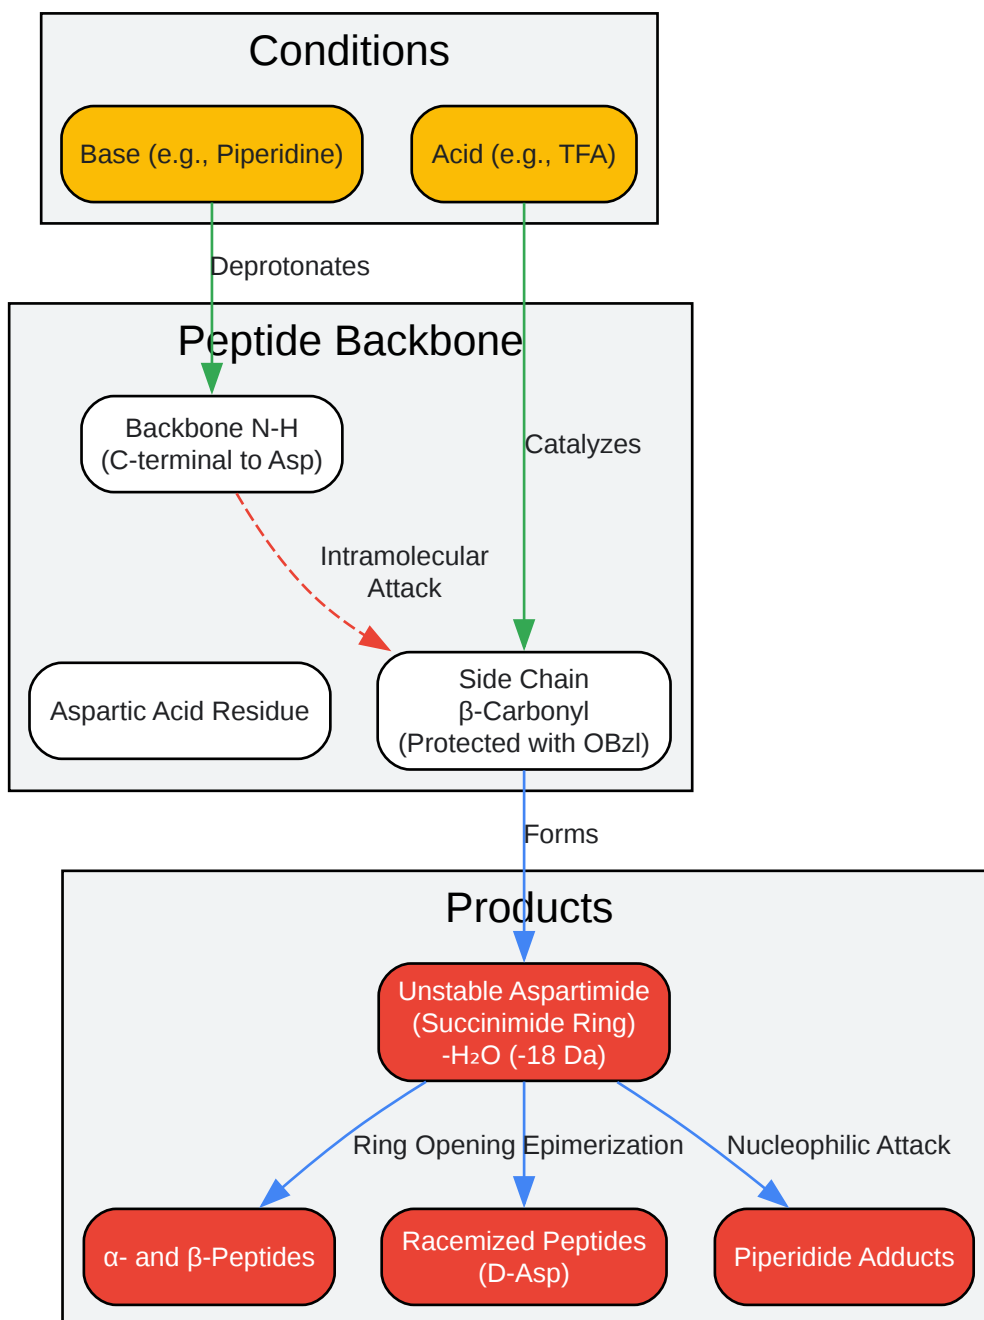 Conditions
Base (e.g., Piperidine)
Acid (e.g., TFA)
Deprotonates
Peptide Backbone
Backbone N-H
(C-terminal to Asp)
Catalyzes
Intramolecular
Attack
Aspartic Acid Residue
Side Chain
β-Carbonyl
(Protected with OBzl)
Forms
Products
Unstable Aspartimide
(Succinimide Ring)
-H₂O (-18 Da)
Ring Opening
Epimerization
Nucleophilic Attack
α- and β-Peptides
Racemized Peptides
(D-Asp)
Piperidide Adducts